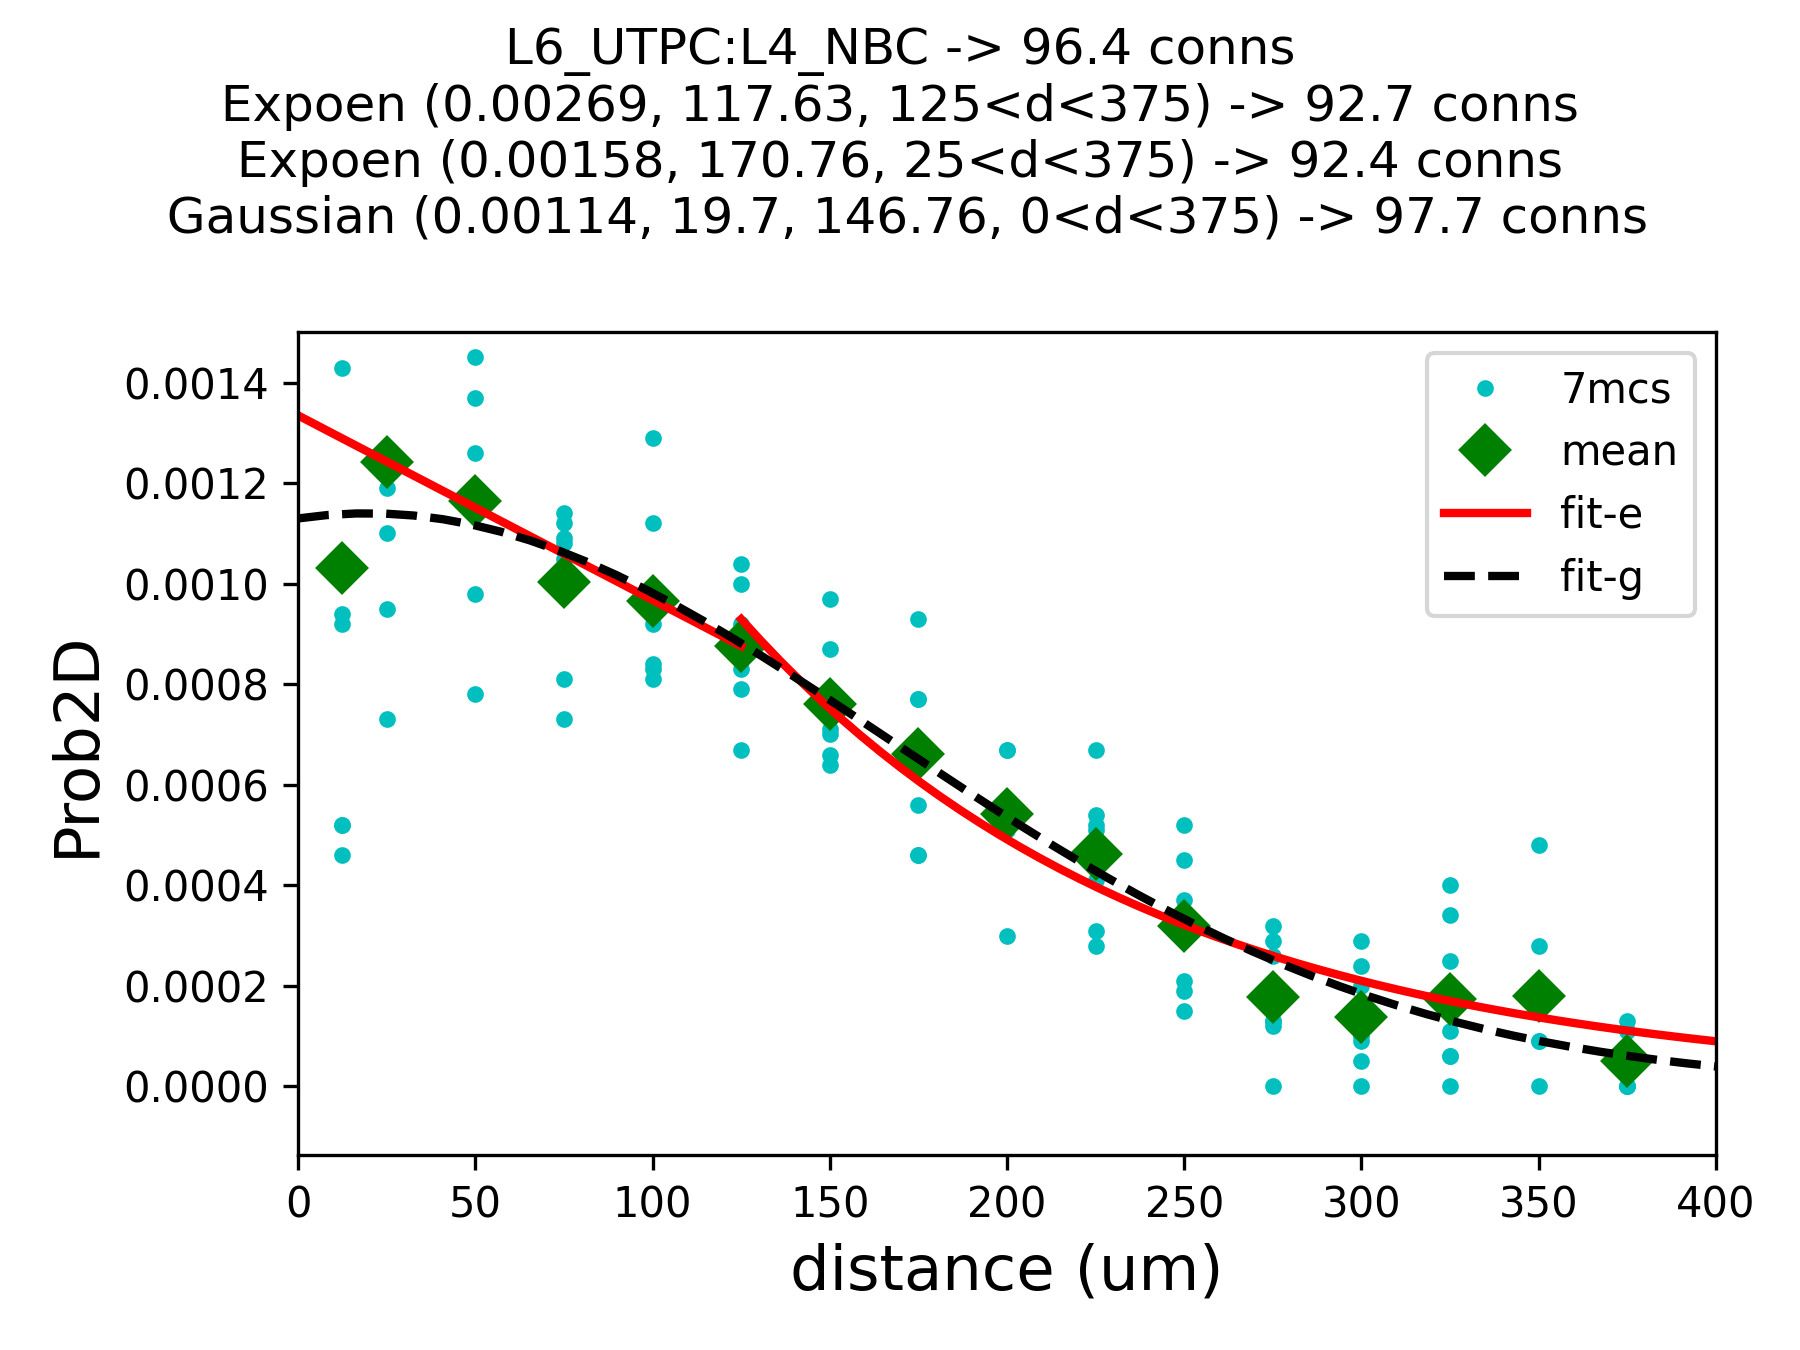 L6_UTPC:L4_NBC -> 96.4 conns
Expoen (0.00269, 117.63, 125<d<375) -> 92.7 conns
Expoen (0.00158, 170.76, 25<d<375) -> 92.4 conns
Gaussian (0.00114, 19.7, 146.76, 0<d<375) -> 97.7 conns
7mcs
mean
fit-e
fit-g
Prob2D
0.0014
0.0012
0.0010
0.0008
0.0006
0.0004
0.0002
0.0000
0 50 100 150 200 250 300 350 400
distance (um)